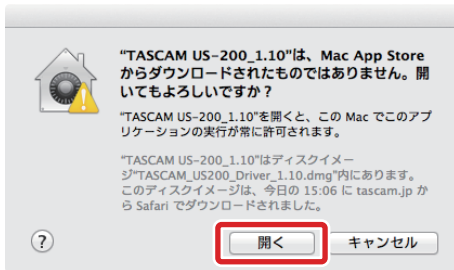 “TASCAM US-200_1.10”は、Mac App Store
からダウンロードされたものではありません。開
いてもよろしいですか？
“TASCAM US-200_1.10”を開くと、この Mac でこのアプ
リケーションの実行が常に許可されます。
“TASCAM US-200_1.10”はディスクイメー
ジ“TASCAM_US200_Driver_1.10.dmg”内にあります。
このディスクイメージは、今日の 15:06 に tascam.jp か
ら Safari でダウンロードされました。
? 開く キャンセル